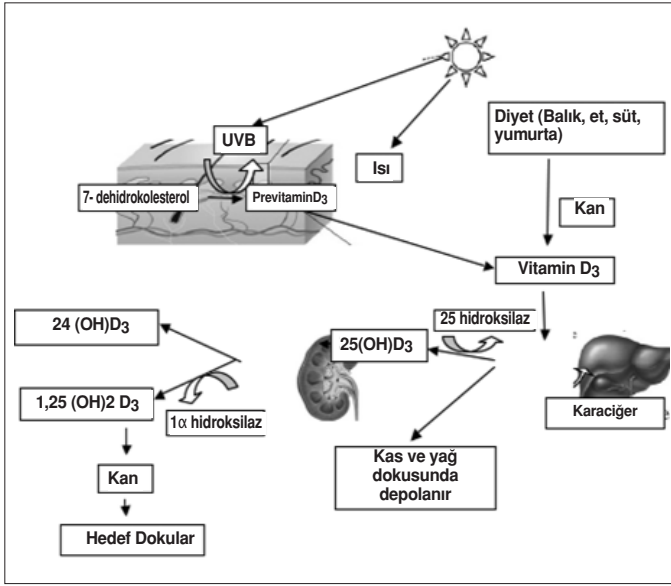 UVB
Diyet (Balık, et, süt,
yumurta)
Isı
7- dehidrokolesterol
PrevitaminD3
Kan
Vitamin D3
24 (OH)D3
25 hidroksilaz
25(OH)D3
1,25 (OH)2 D3
1α hidroksilaz
Karaciğer
Kas ve yağ
dokusunda
depolanır
Kan
Hedef Dokular